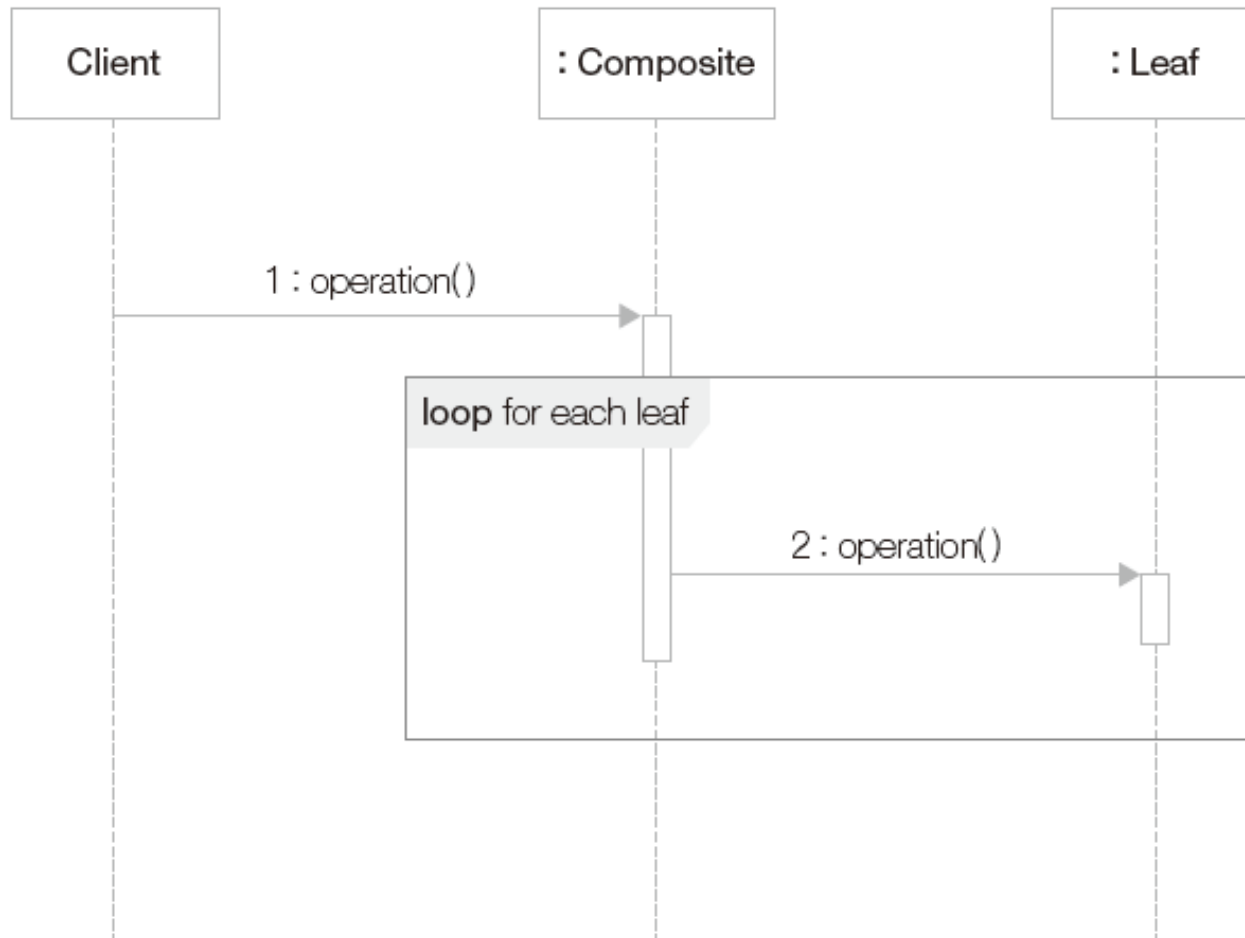 Client
: Composite
: Leaf
1 : operation()
loop for each leaf
2 : operation()